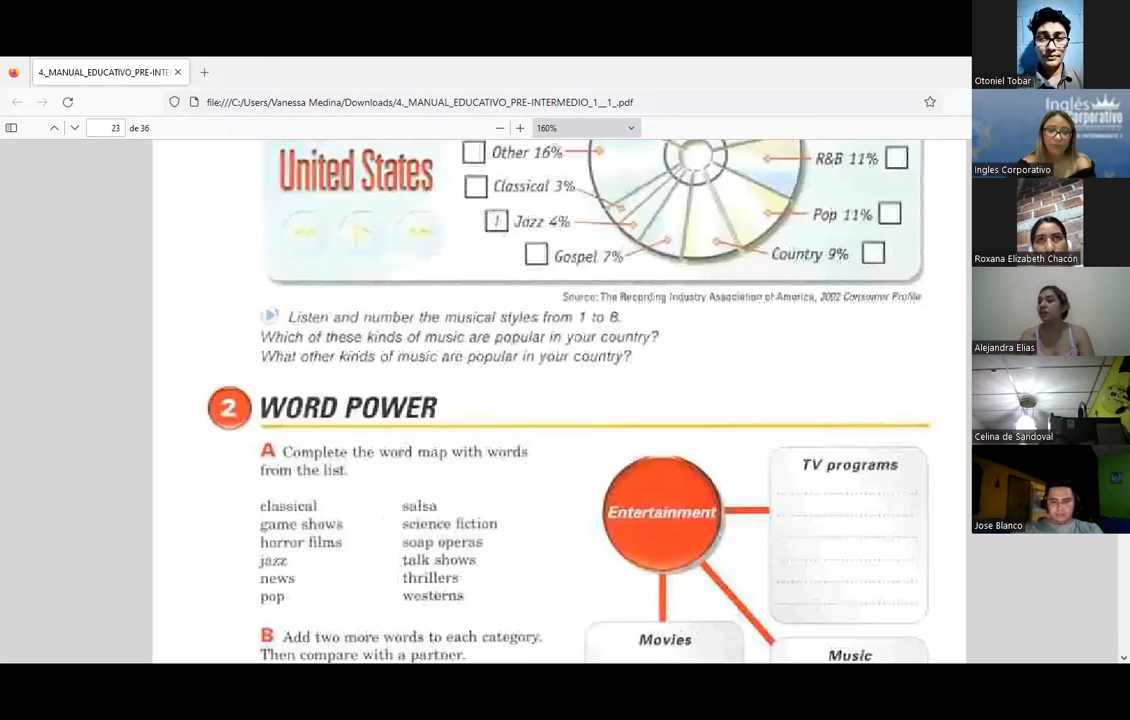 4._MANUAL_EDUCATIVO_PRE-INTE
file:///C:/Users/Vanessa Medina/Downloads/4._MANUAL_EDUCATIVO_PRE-INTERMEDIO_1__1_.pdf
23 de 36
160%
United States
Other 16%
Classical 3%
1 Jazz 4%
Gospel 7%
R&B 11%
Pop 11%
Country 9%
Source: The Recording Industry Association of America, 2002 Consumer Profile
Listen and number the musical styles from 1 to 8.
Which of these kinds of music are popular in your country?
What other kinds of music are popular in your country?
2 WORD POWER
A Complete the word map with words
from the list.
classical salsa
game shows science fiction
horror films soap operas
jazz talk shows
news thrillers
pop westerns
B Add two more words to each category.
Then compare with a partner.
Entertainment
TV programs
Movies
Music
Otoniel Tobar
Inglés
Corporativo
Ingles Corporativo
Roxana Elizabeth Chacón
Alejandra Elias
Celina de Sandoval
Jose Blanco